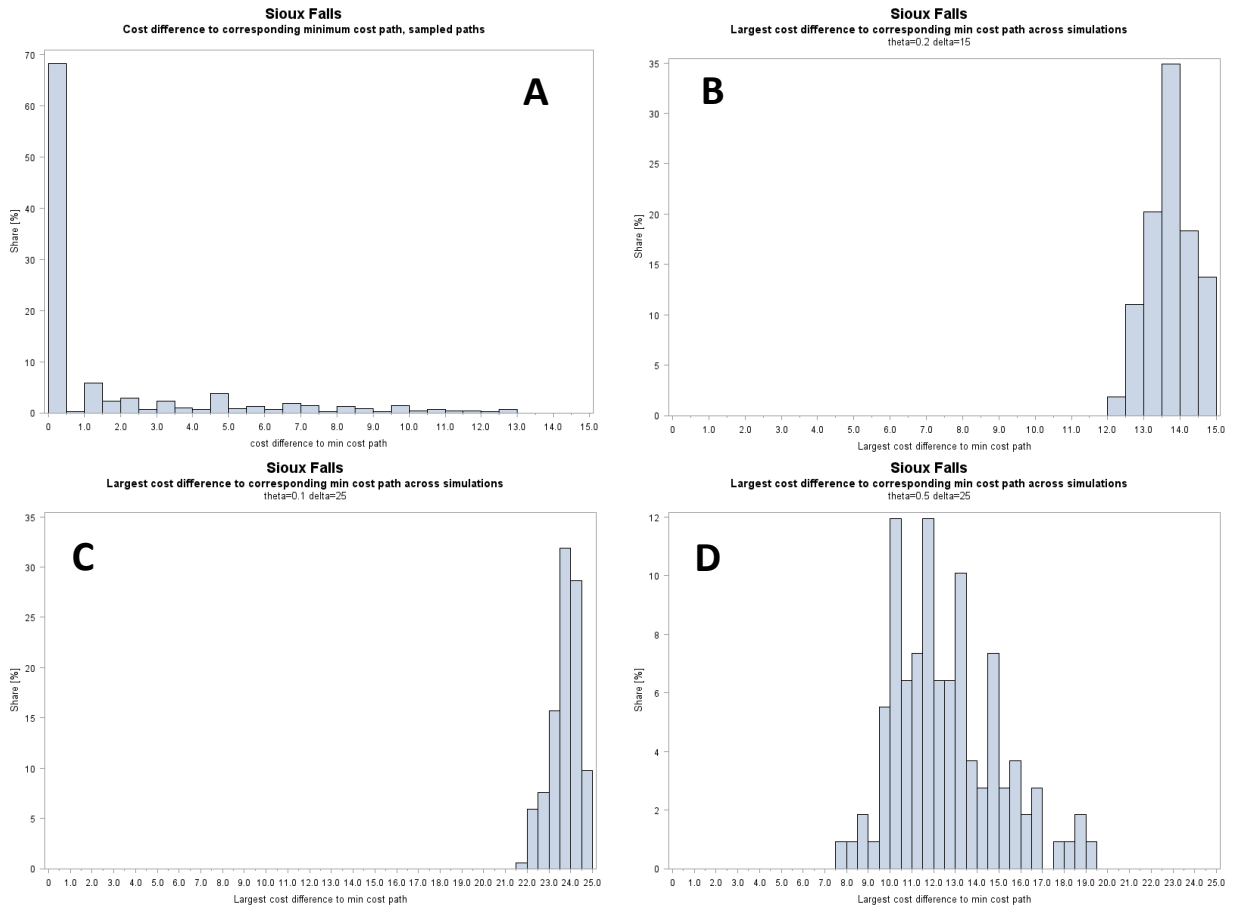 Sioux Falls
Cost difference to corresponding minimum cost path, sampled paths
A
Share [%]
70
60
50
40
30
20
10
0
0 1.0 2.0 3.0 4.0 5.0 6.0 7.0 8.0 9.0 10.0 11.0 12.0 13.0 14.0 15.0
cost difference to min cost path
Sioux Falls
Largest cost difference to corresponding min cost path across simulations
theta=0.2 delta=15
B
Share [%]
35
30
25
20
15
10
5
0
0 1.0 2.0 3.0 4.0 5.0 6.0 7.0 8.0 9.0 10.0 11.0 12.0 13.0 14.0 15.0
Largest cost difference to min cost path
Sioux Falls
Largest cost difference to corresponding min cost path across simulations
theta=0.1 delta=25
C
Share [%]
35
30
25
20
15
10
5
0
0 1.0 2.0 3.0 4.0 5.0 6.0 7.0 8.0 9.0 10.0 11.0 12.0 13.0 14.0 15.0 16.0 17.0 18.0 19.0 20.0 21.0 22.0 23.0 24.0 25.0
Largest cost difference to min cost path
Sioux Falls
Largest cost difference to corresponding min cost path across simulations
theta=0.5 delta=25
D
Share [%]
12
10
8
6
4
2
0
0 1.0 2.0 3.0 4.0 5.0 6.0 7.0 8.0 9.0 10.0 11.0 12.0 13.0 14.0 15.0 16.0 17.0 18.0 19.0 20.0 21.0 22.0 23.0 24.0 25.0
Largest cost difference to min cost path